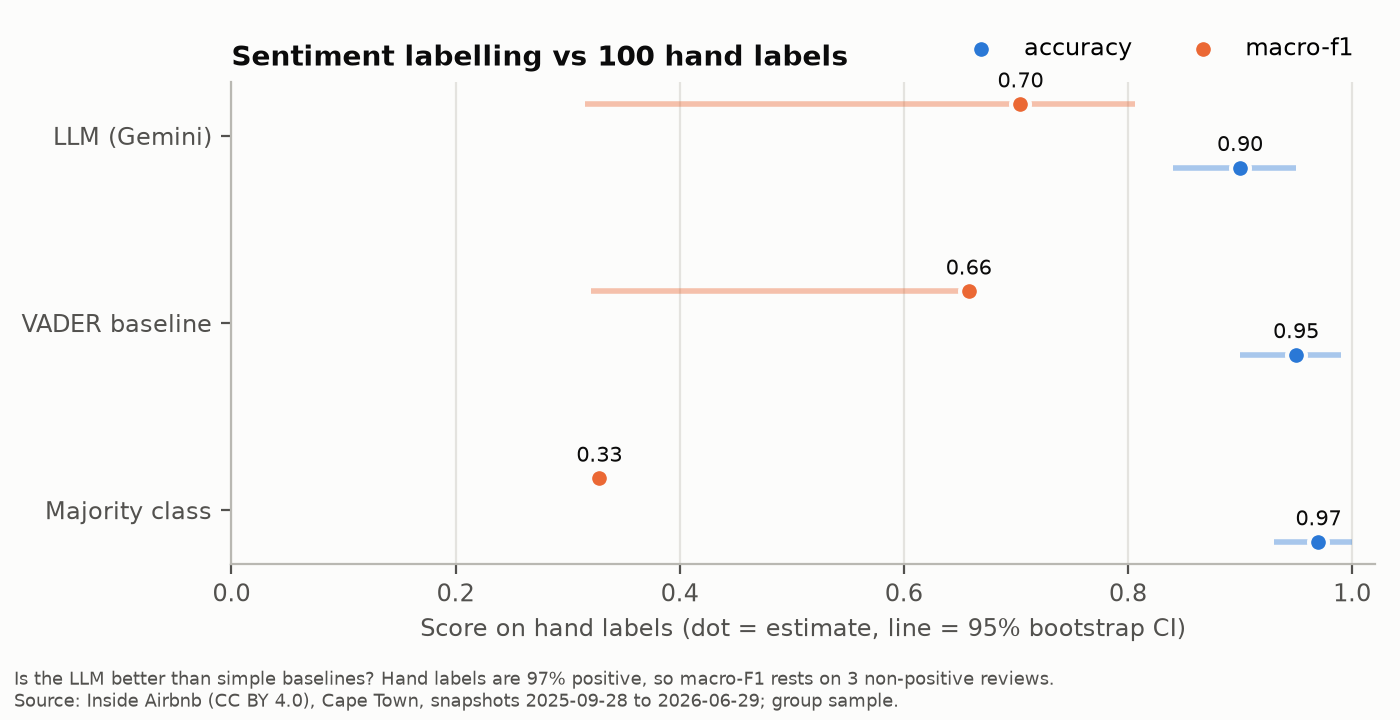 Sentiment labelling vs 100 hand labels
accuracy
macro-f1
0.70
LLM (Gemini)
0.90
0.66
VADER baseline
0.95
0.33
Majority class
0.97
0.0 0.2 0.4 0.6 0.8 1.0
Score on hand labels (dot = estimate, line = 95% bootstrap CI)
Is the LLM better than simple baselines? Hand labels are 97% positive, so macro-F1 rests on 3 non-positive reviews.
Source: Inside Airbnb (CC BY 4.0), Cape Town, snapshots 2025-09-28 to 2026-06-29; group sample.